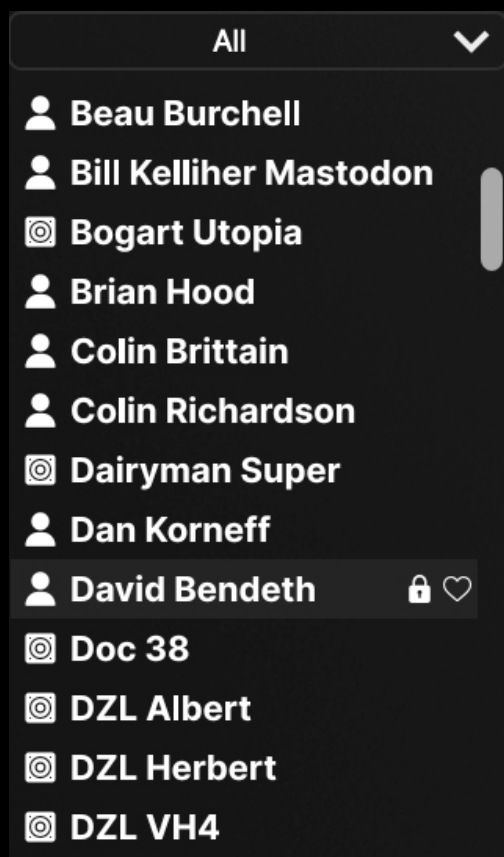 All
Beau Burchell
Bill Kelliher Mastodon
Bogart Utopia
Brian Hood
Colin Brittain
Colin Richardson
Dairyman Super
Dan Korneff
David Bendeth
Doc 38
DZL Albert
DZL Herbert
DZL VH4